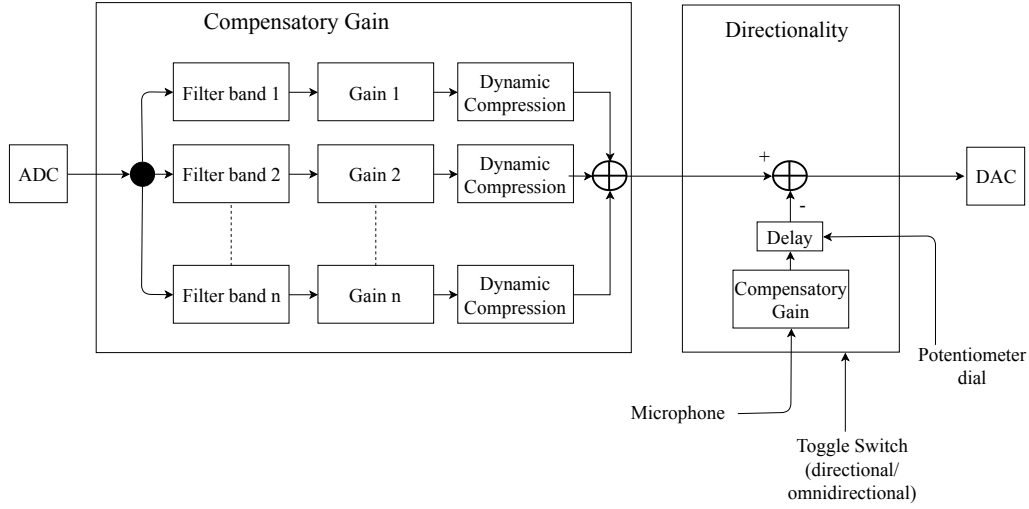 Compensatory Gain
Directionality
Filter band 1
Gain 1
Dynamic
Compression
ADC
Filter band 2
Gain 2
Dynamic
Compression
+
DAC
-
Delay
Filter band n
Gain n
Dynamic
Compression
Compensatory
Gain
Potentiometer
dial
Microphone
Toggle Switch
(directional/
omnidirectional)